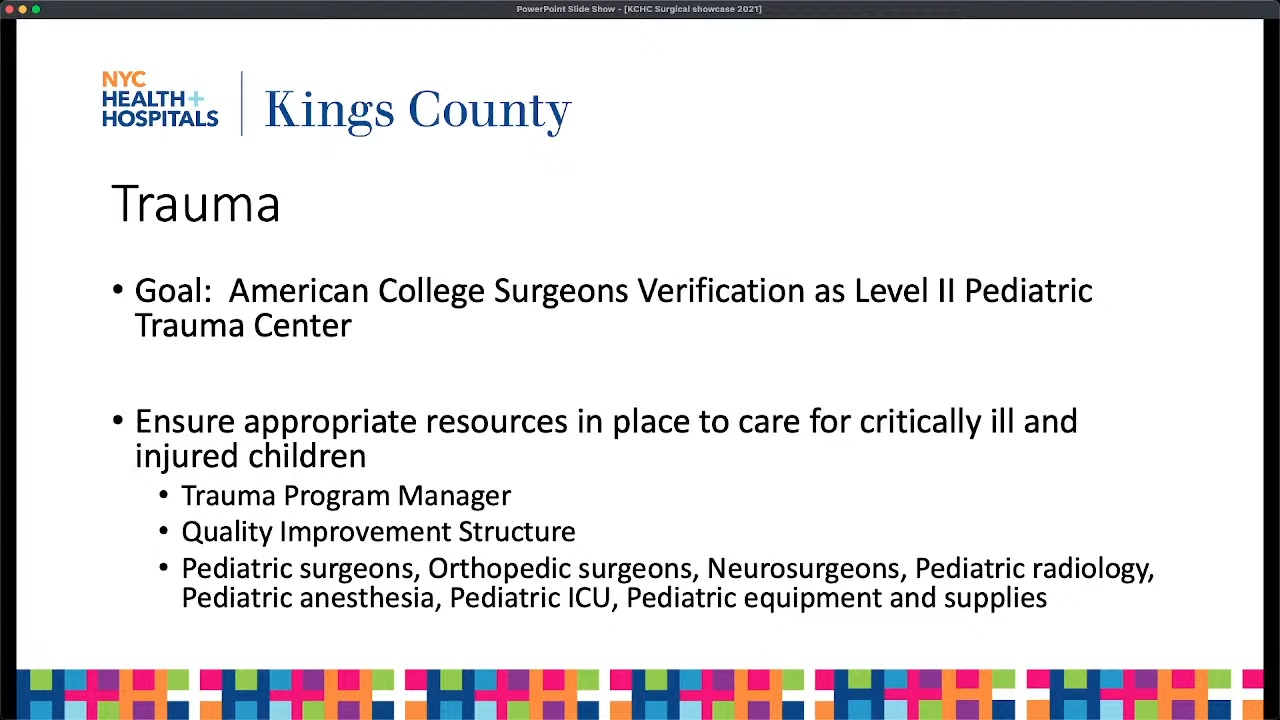 PowerPoint Slide Show - [KCHC Surgical showcase 2021]
NYC
HEALTH+
HOSPITALS
Kings County
Trauma
• Goal:  American College Surgeons Verification as Level II Pediatric
Trauma Center
• Ensure appropriate resources in place to care for critically ill and
injured children
• Trauma Program Manager
• Quality Improvement Structure
• Pediatric surgeons, Orthopedic surgeons, Neurosurgeons, Pediatric radiology,
Pediatric anesthesia, Pediatric ICU, Pediatric equipment and supplies